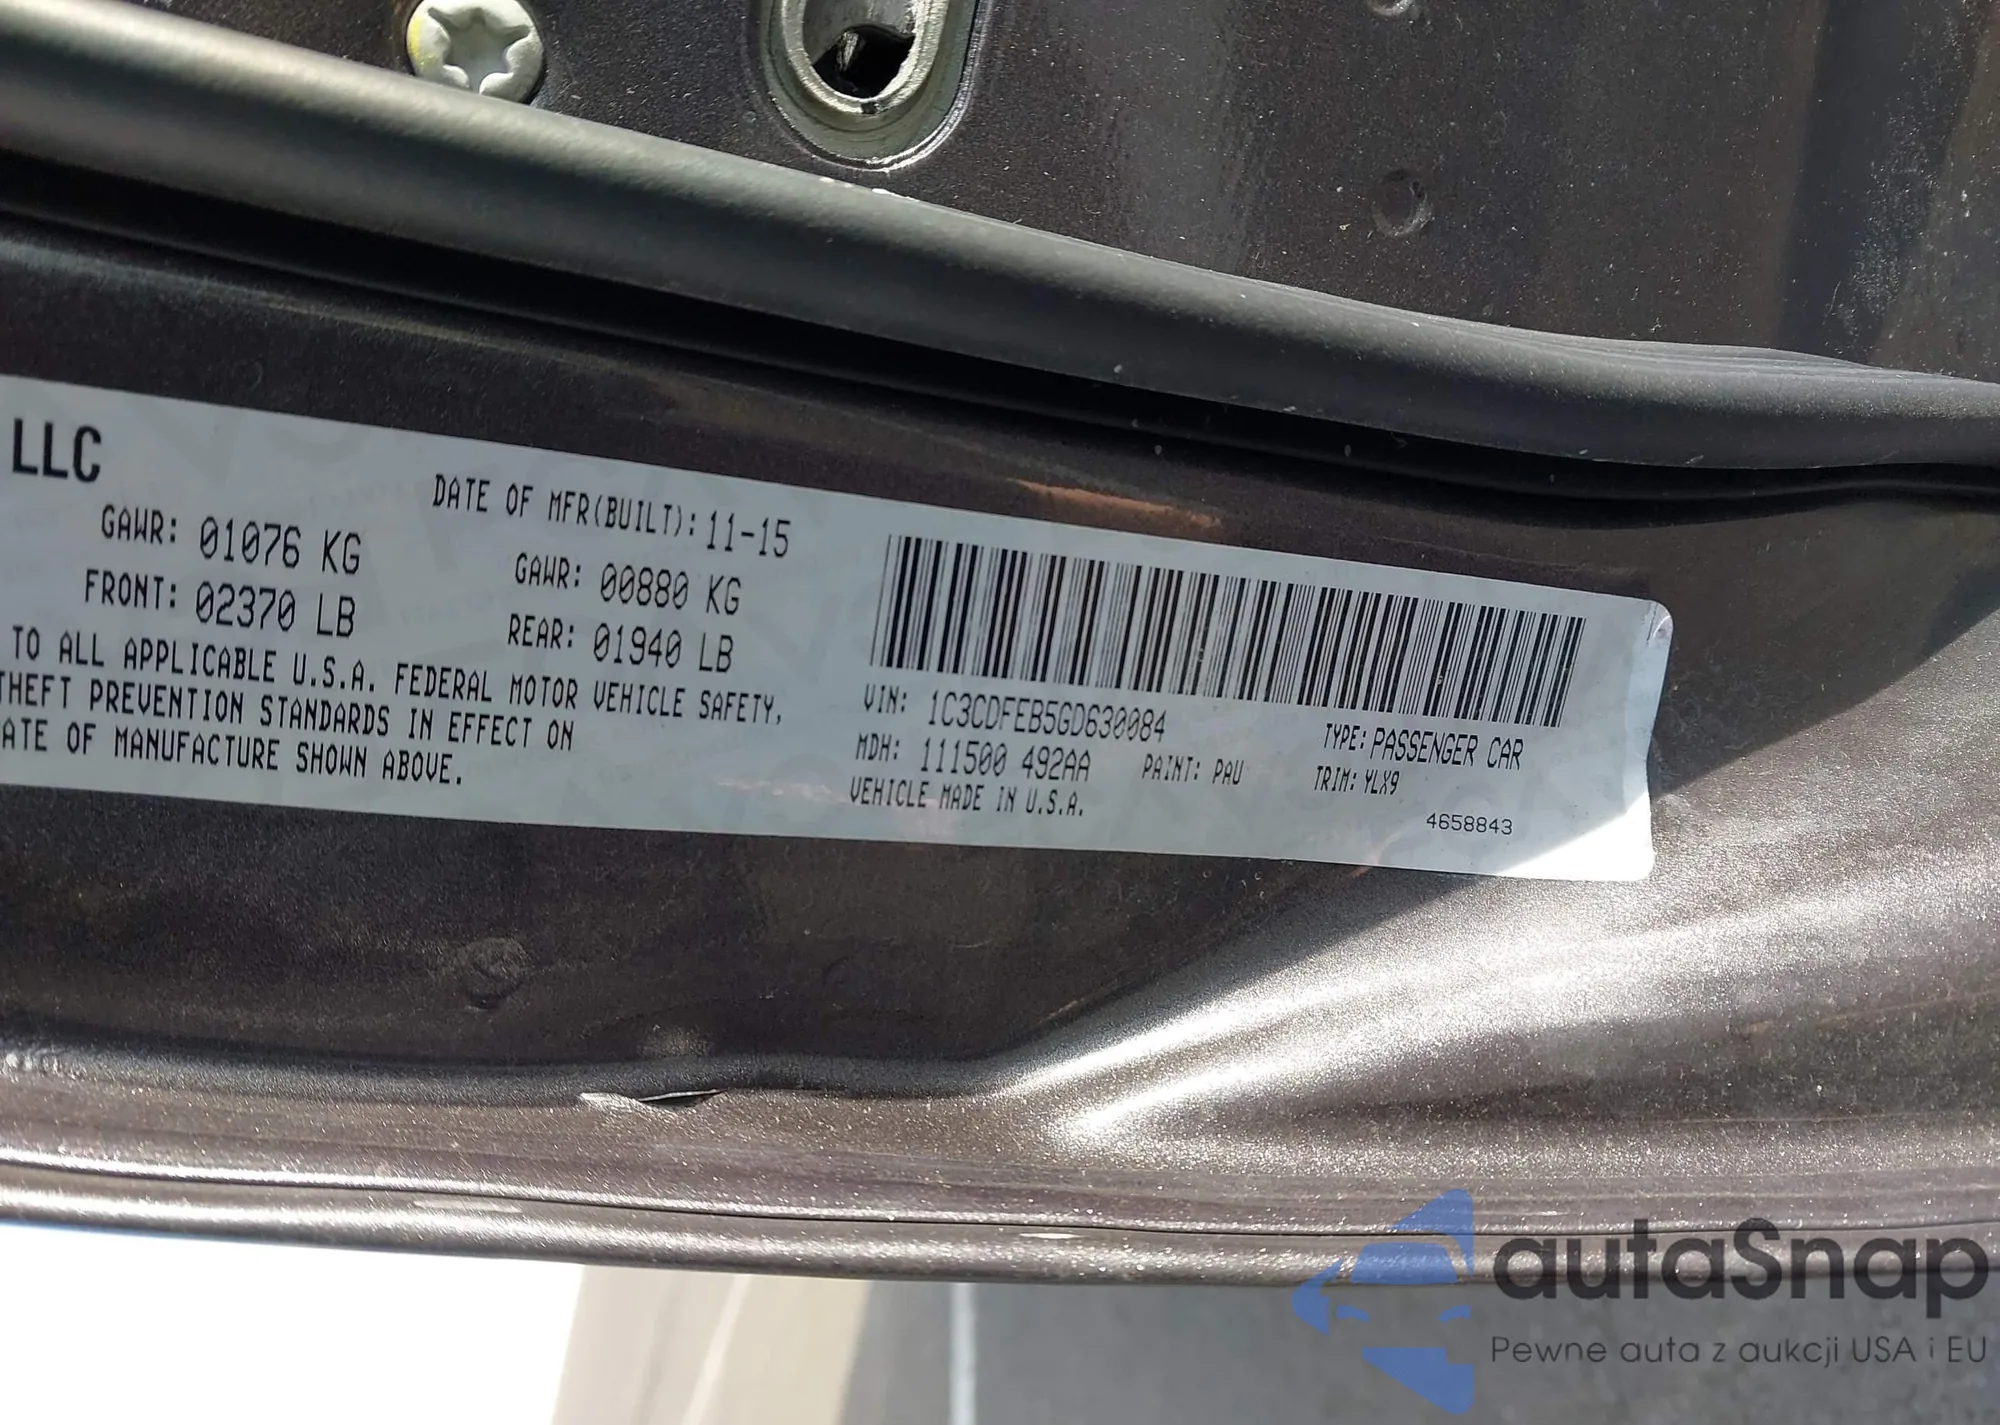 LLC
DATE OF MFR(BUILT): 11-15
GAWR: 01076 KG
FRONT: 02370 LB
GAWR: 00880 KG
REAR: 01940 LB
TO ALL APPLICABLE U.S.A. FEDERAL MOTOR VEHICLE SAFETY,
THEFT PREVENTION STANDARDS IN EFFECT ON
ATE OF MANUFACTURE SHOWN ABOVE.
VIN: 1C3CDFEB5GD630084
TYPE: PASSENGER CAR
MDH: 111500 492AA
PAINT: PAU
TRIM: YLX9
VEHICLE MADE IN U.S.A.
4658843
autaSnap
Pewne auta z aukcji USA i EU